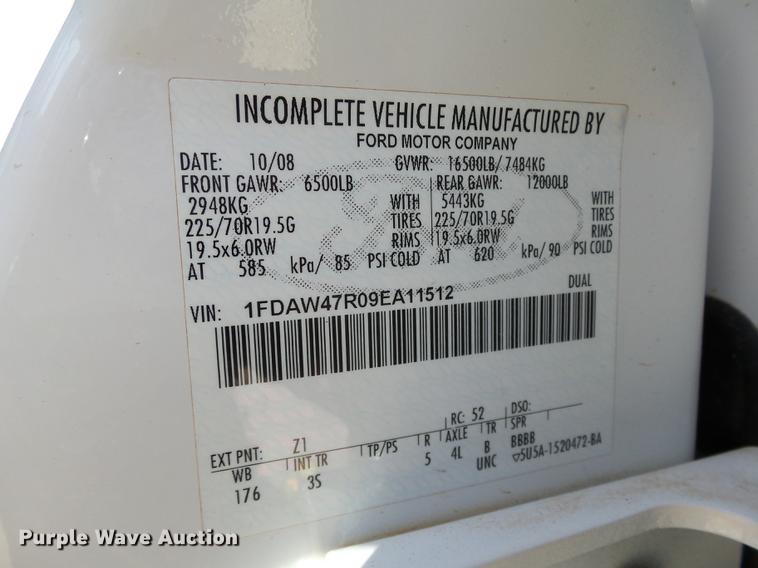 INCOMPLETE VEHICLE MANUFACTURED BY
FORD MOTOR COMPANY
DATE: 10/08 GVWR: 16500LB/7484KG
FRONT GAWR: 6500LB REAR GAWR: 12000LB
2948KG WITH 5443KG WITH
225/70R19.5G TIRES 225/70R19.5G TIRES
19.5x6.0RW RIMS 19.5x6.0RW RIMS
AT 585 kPa/ 85 PSI COLD AT 620 kPa/ 90 PSI COLD
VIN: 1FDAW47R09EA11512 DUAL
RC: 52 DSO:
EXT PNT: Z1 TP/PS R AXLE TR SPR
WB INT TR 5 4L B BBBB
176 3S UNC 5U5A-1520472-BA
Purple Wave Auction